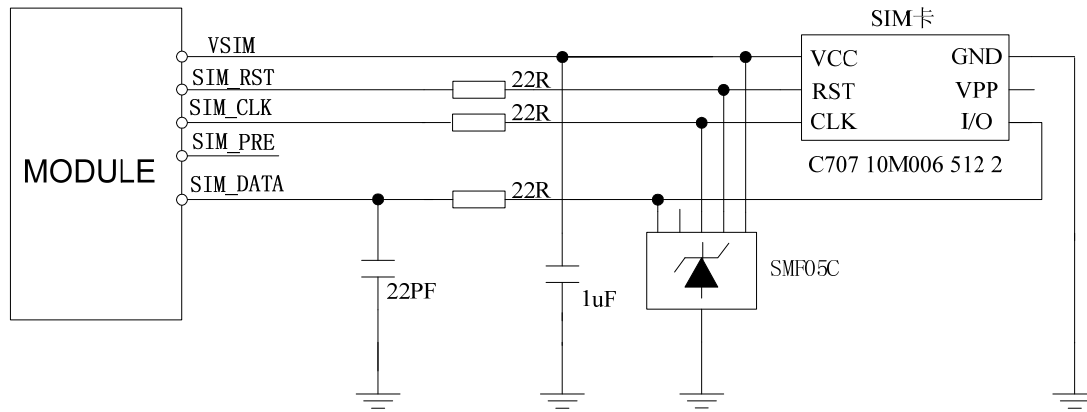 SIM卡
VSIM
VCC GND
SIM_RST 22R
RST VPP
SIM_CLK 22R
CLK I/O
SIM_PRE
C707 10M006 512 2
MODULE
SIM_DATA 22R
SMF05C
22PF
1uF